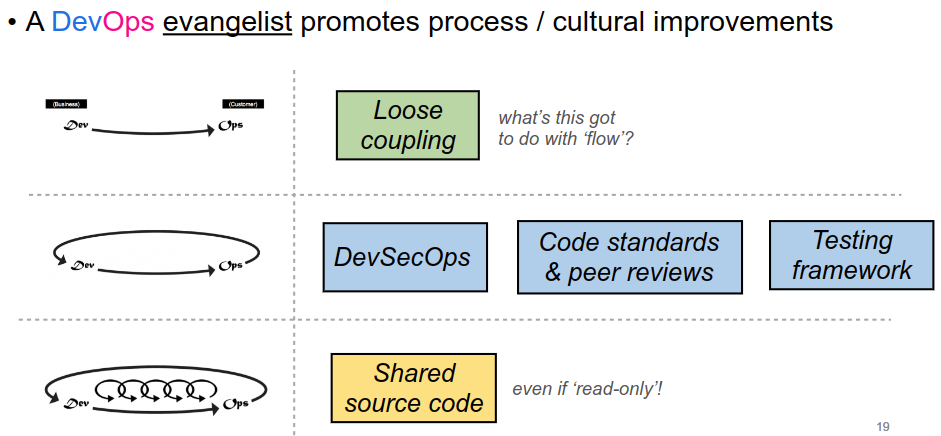 • A DevOps evangelist promotes process / cultural improvements
(Business)
(Customer)
Dev
Ops
Loose
coupling
what's this got
to do with 'flow'?
Dev
Ops
DevSecOps
Code standards
& peer reviews
Testing
framework
Dev
Ops
Shared
source code
even if 'read-only'!
19